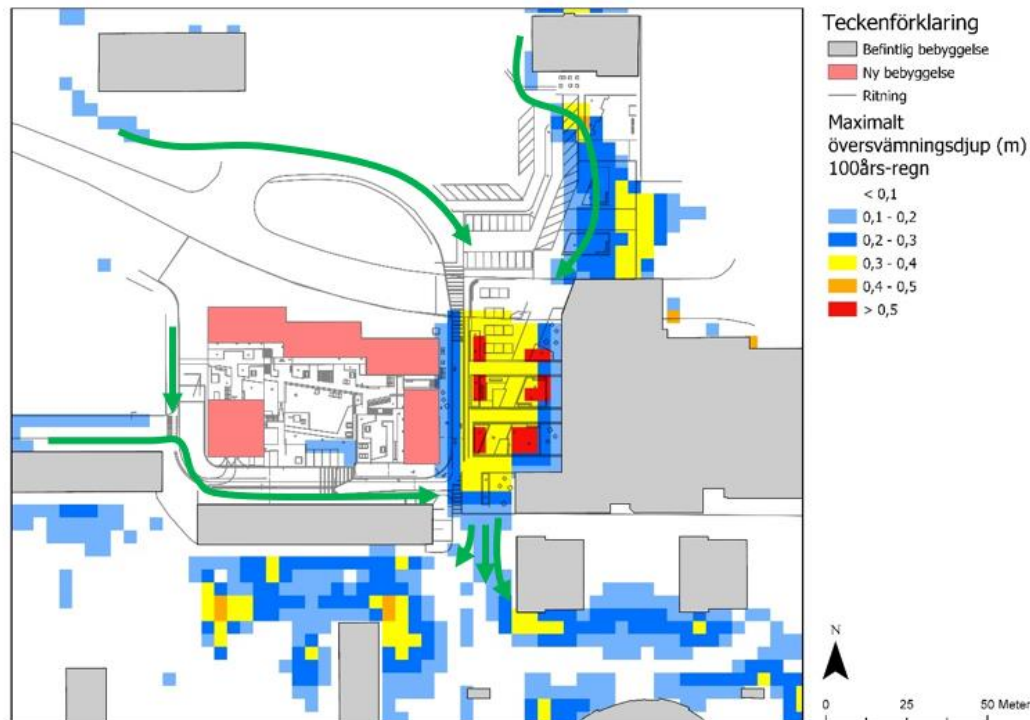 Teckenförklaring
Befintlig bebyggelse
Ny bebyggelse
Ritning
Maximalt
översvämningsdjup (m)
100års-regn
< 0,1
0,1 - 0,2
0,2 - 0,3
0,3 - 0,4
0,4 - 0,5
> 0,5
N
0 25 50 Meter